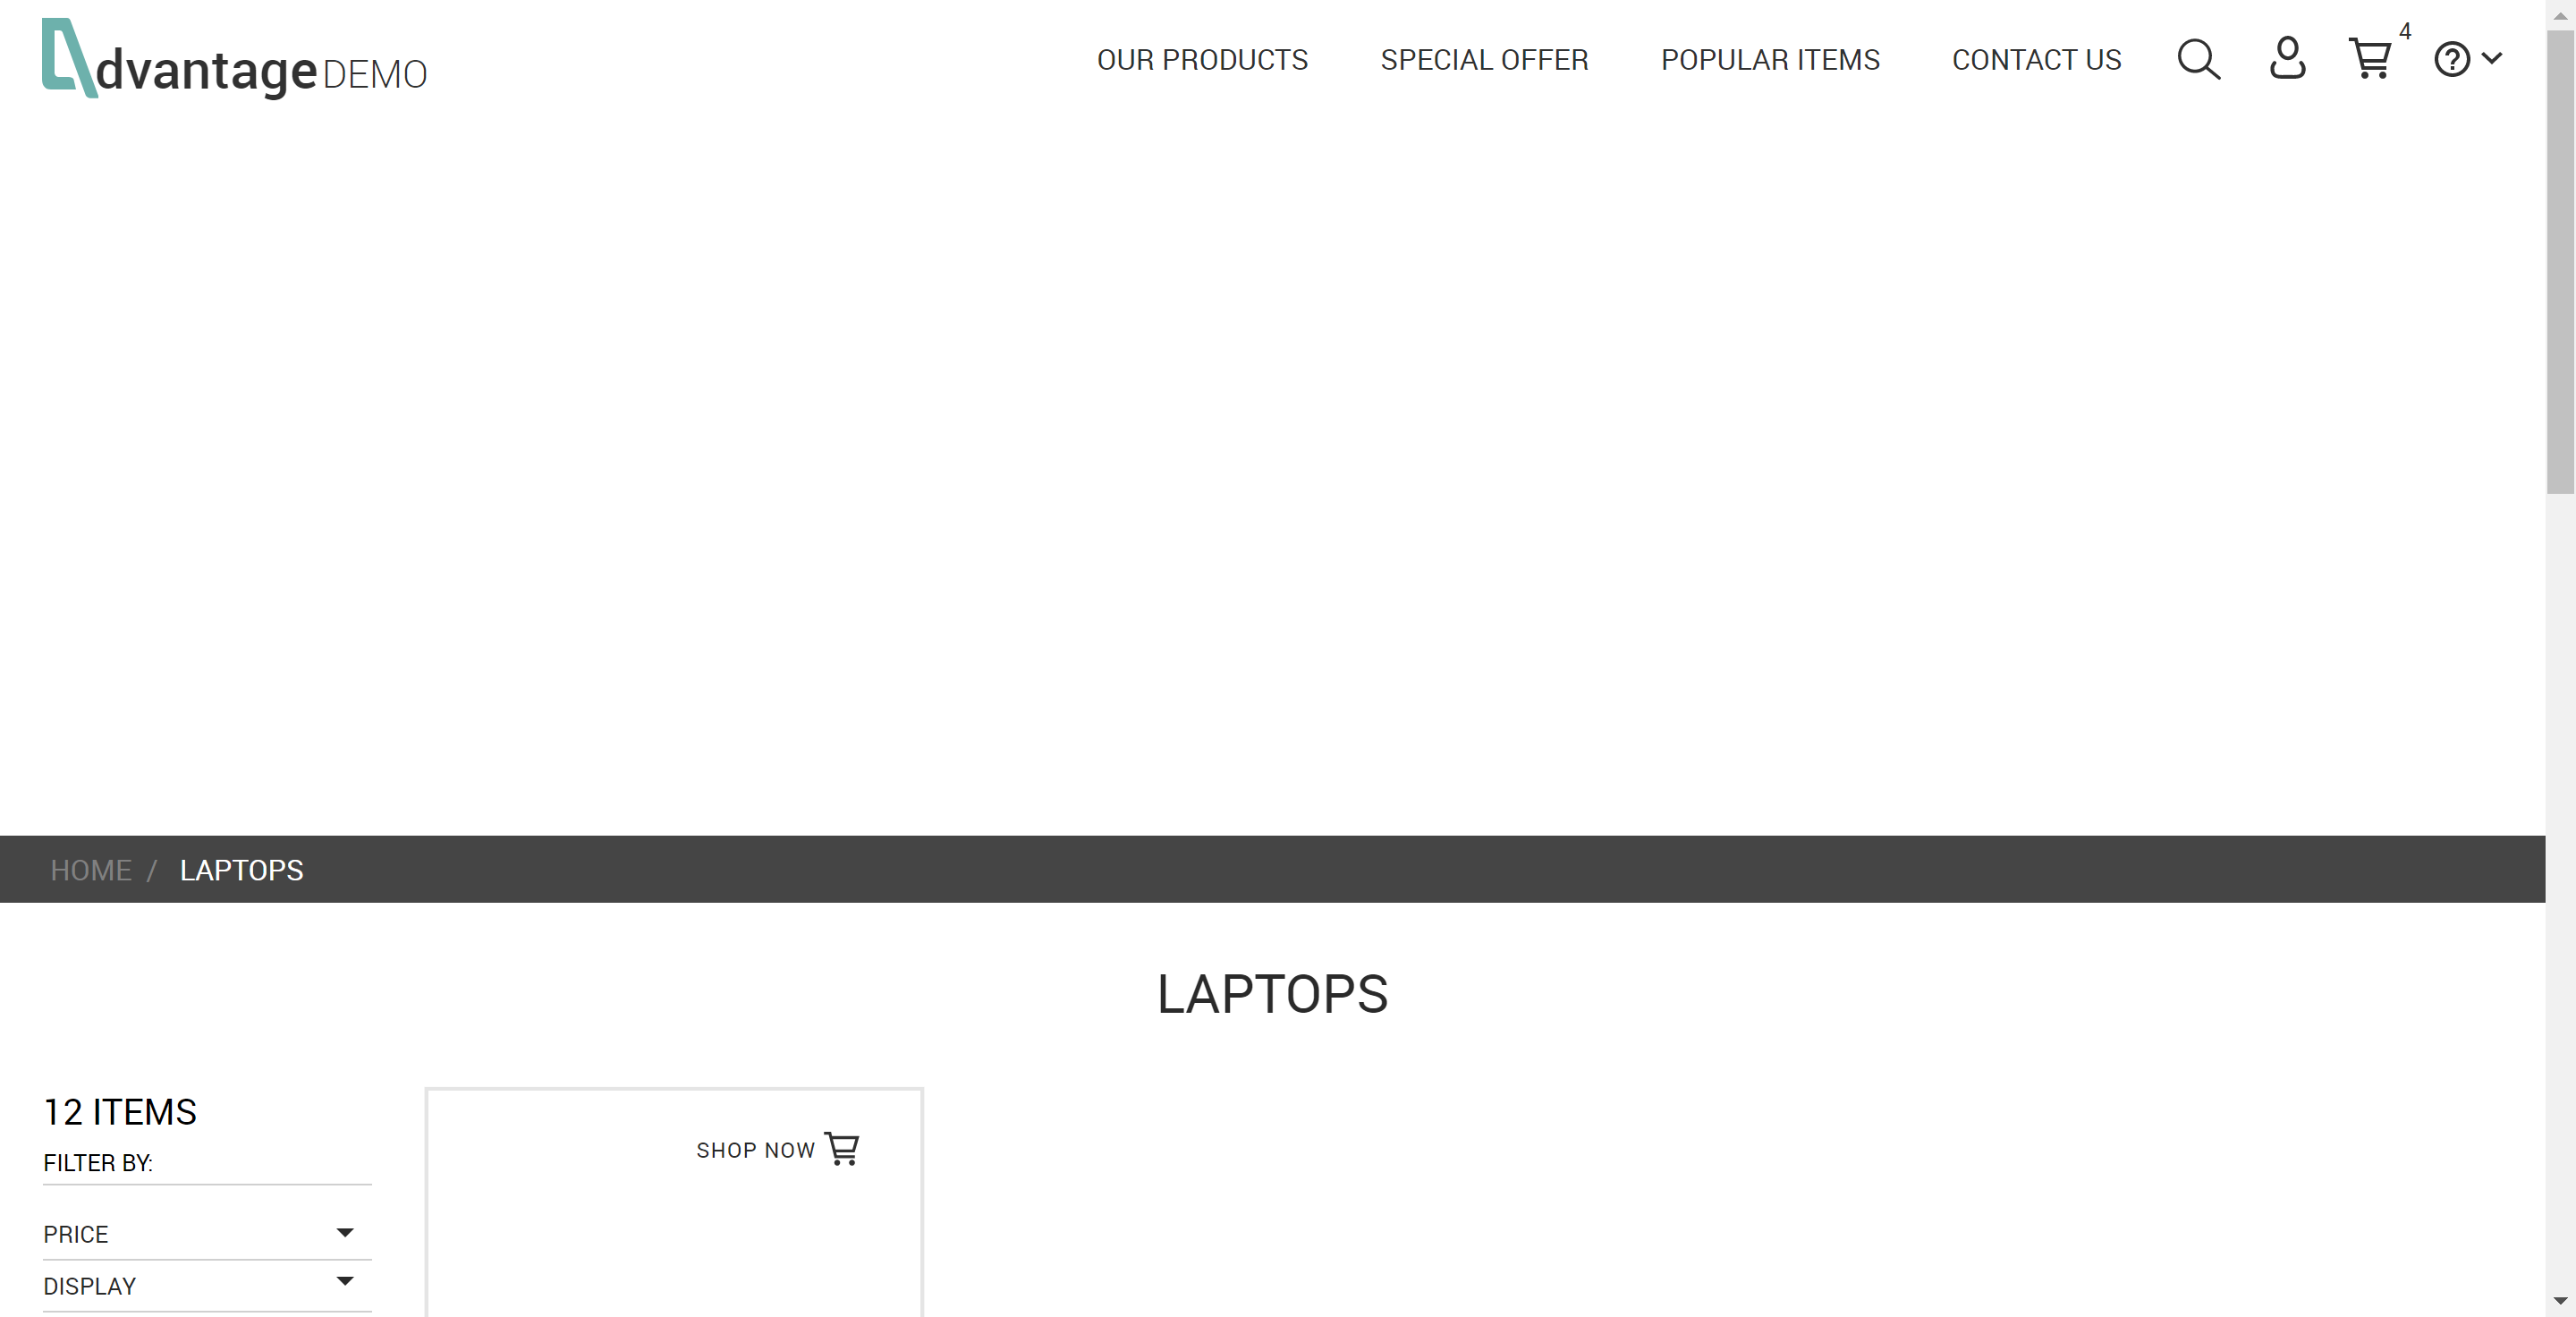 dvantage DEMO
OUR PRODUCTS SPECIAL OFFER POPULAR ITEMS CONTACT US 4
HOME / LAPTOPS
LAPTOPS
12 ITEMS
FILTER BY:
SHOP NOW
PRICE
DISPLAY